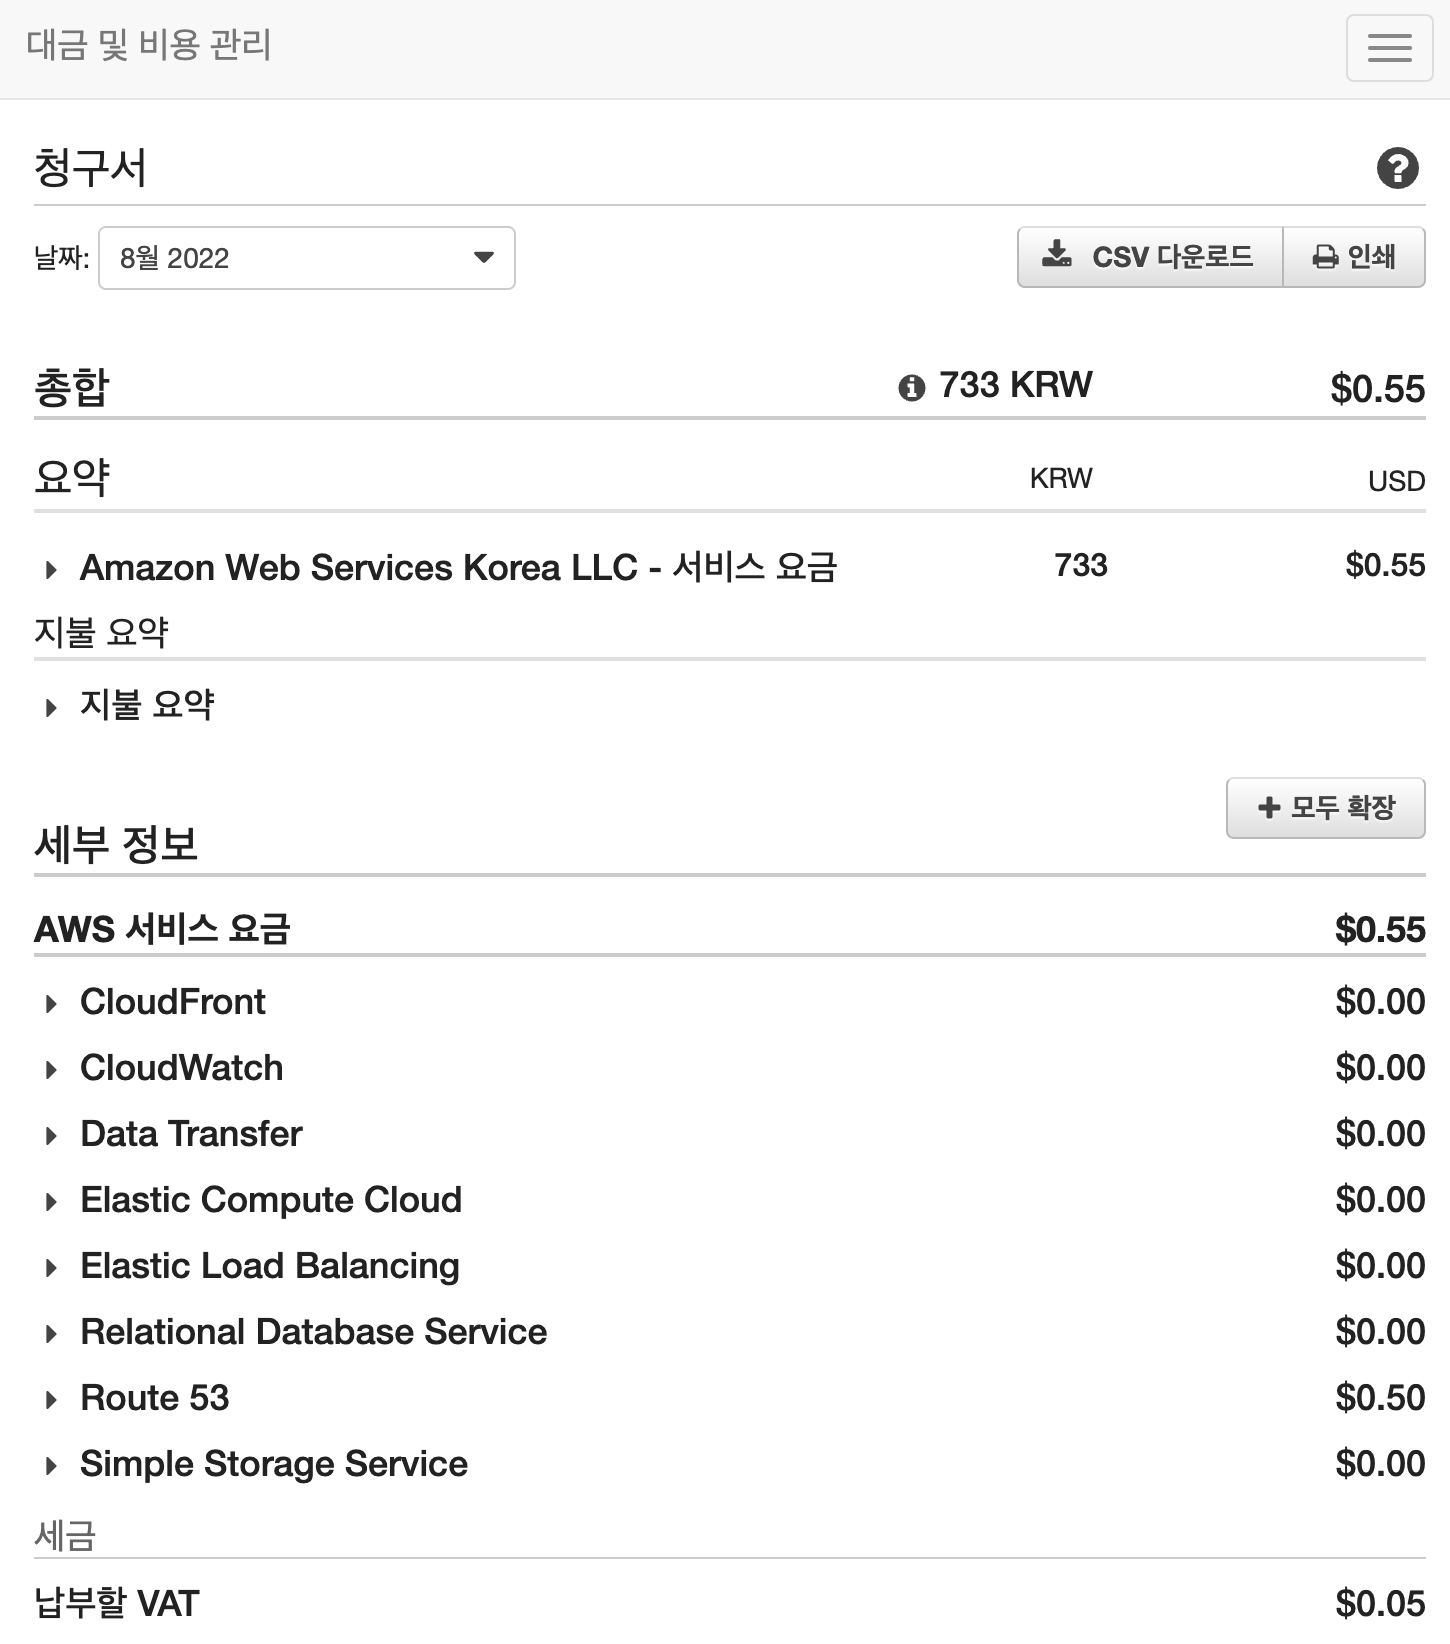 대금 및 비용 관리
청구서
날짜: 8월 2022 CSV 다운로드 인쇄
총합 733 KRW $0.55
요약 KRW USD
Amazon Web Services Korea LLC - 서비스 요금 733 $0.55
지불 요약
지불 요약
모두 확장
세부 정보
AWS 서비스 요금 $0.55
CloudFront $0.00
CloudWatch $0.00
Data Transfer $0.00
Elastic Compute Cloud $0.00
Elastic Load Balancing $0.00
Relational Database Service $0.00
Route 53 $0.50
Simple Storage Service $0.00
세금
납부할 VAT $0.05